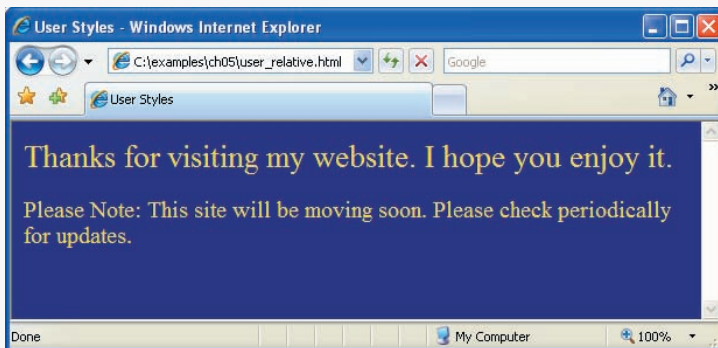 User Styles - Windows Internet Explorer
C:\examples\ch05\user_relative.html
Google
User Styles
Thanks for visiting my website. I hope you enjoy it.
Please Note: This site will be moving soon. Please check periodically
for updates.
Done
My Computer
100%